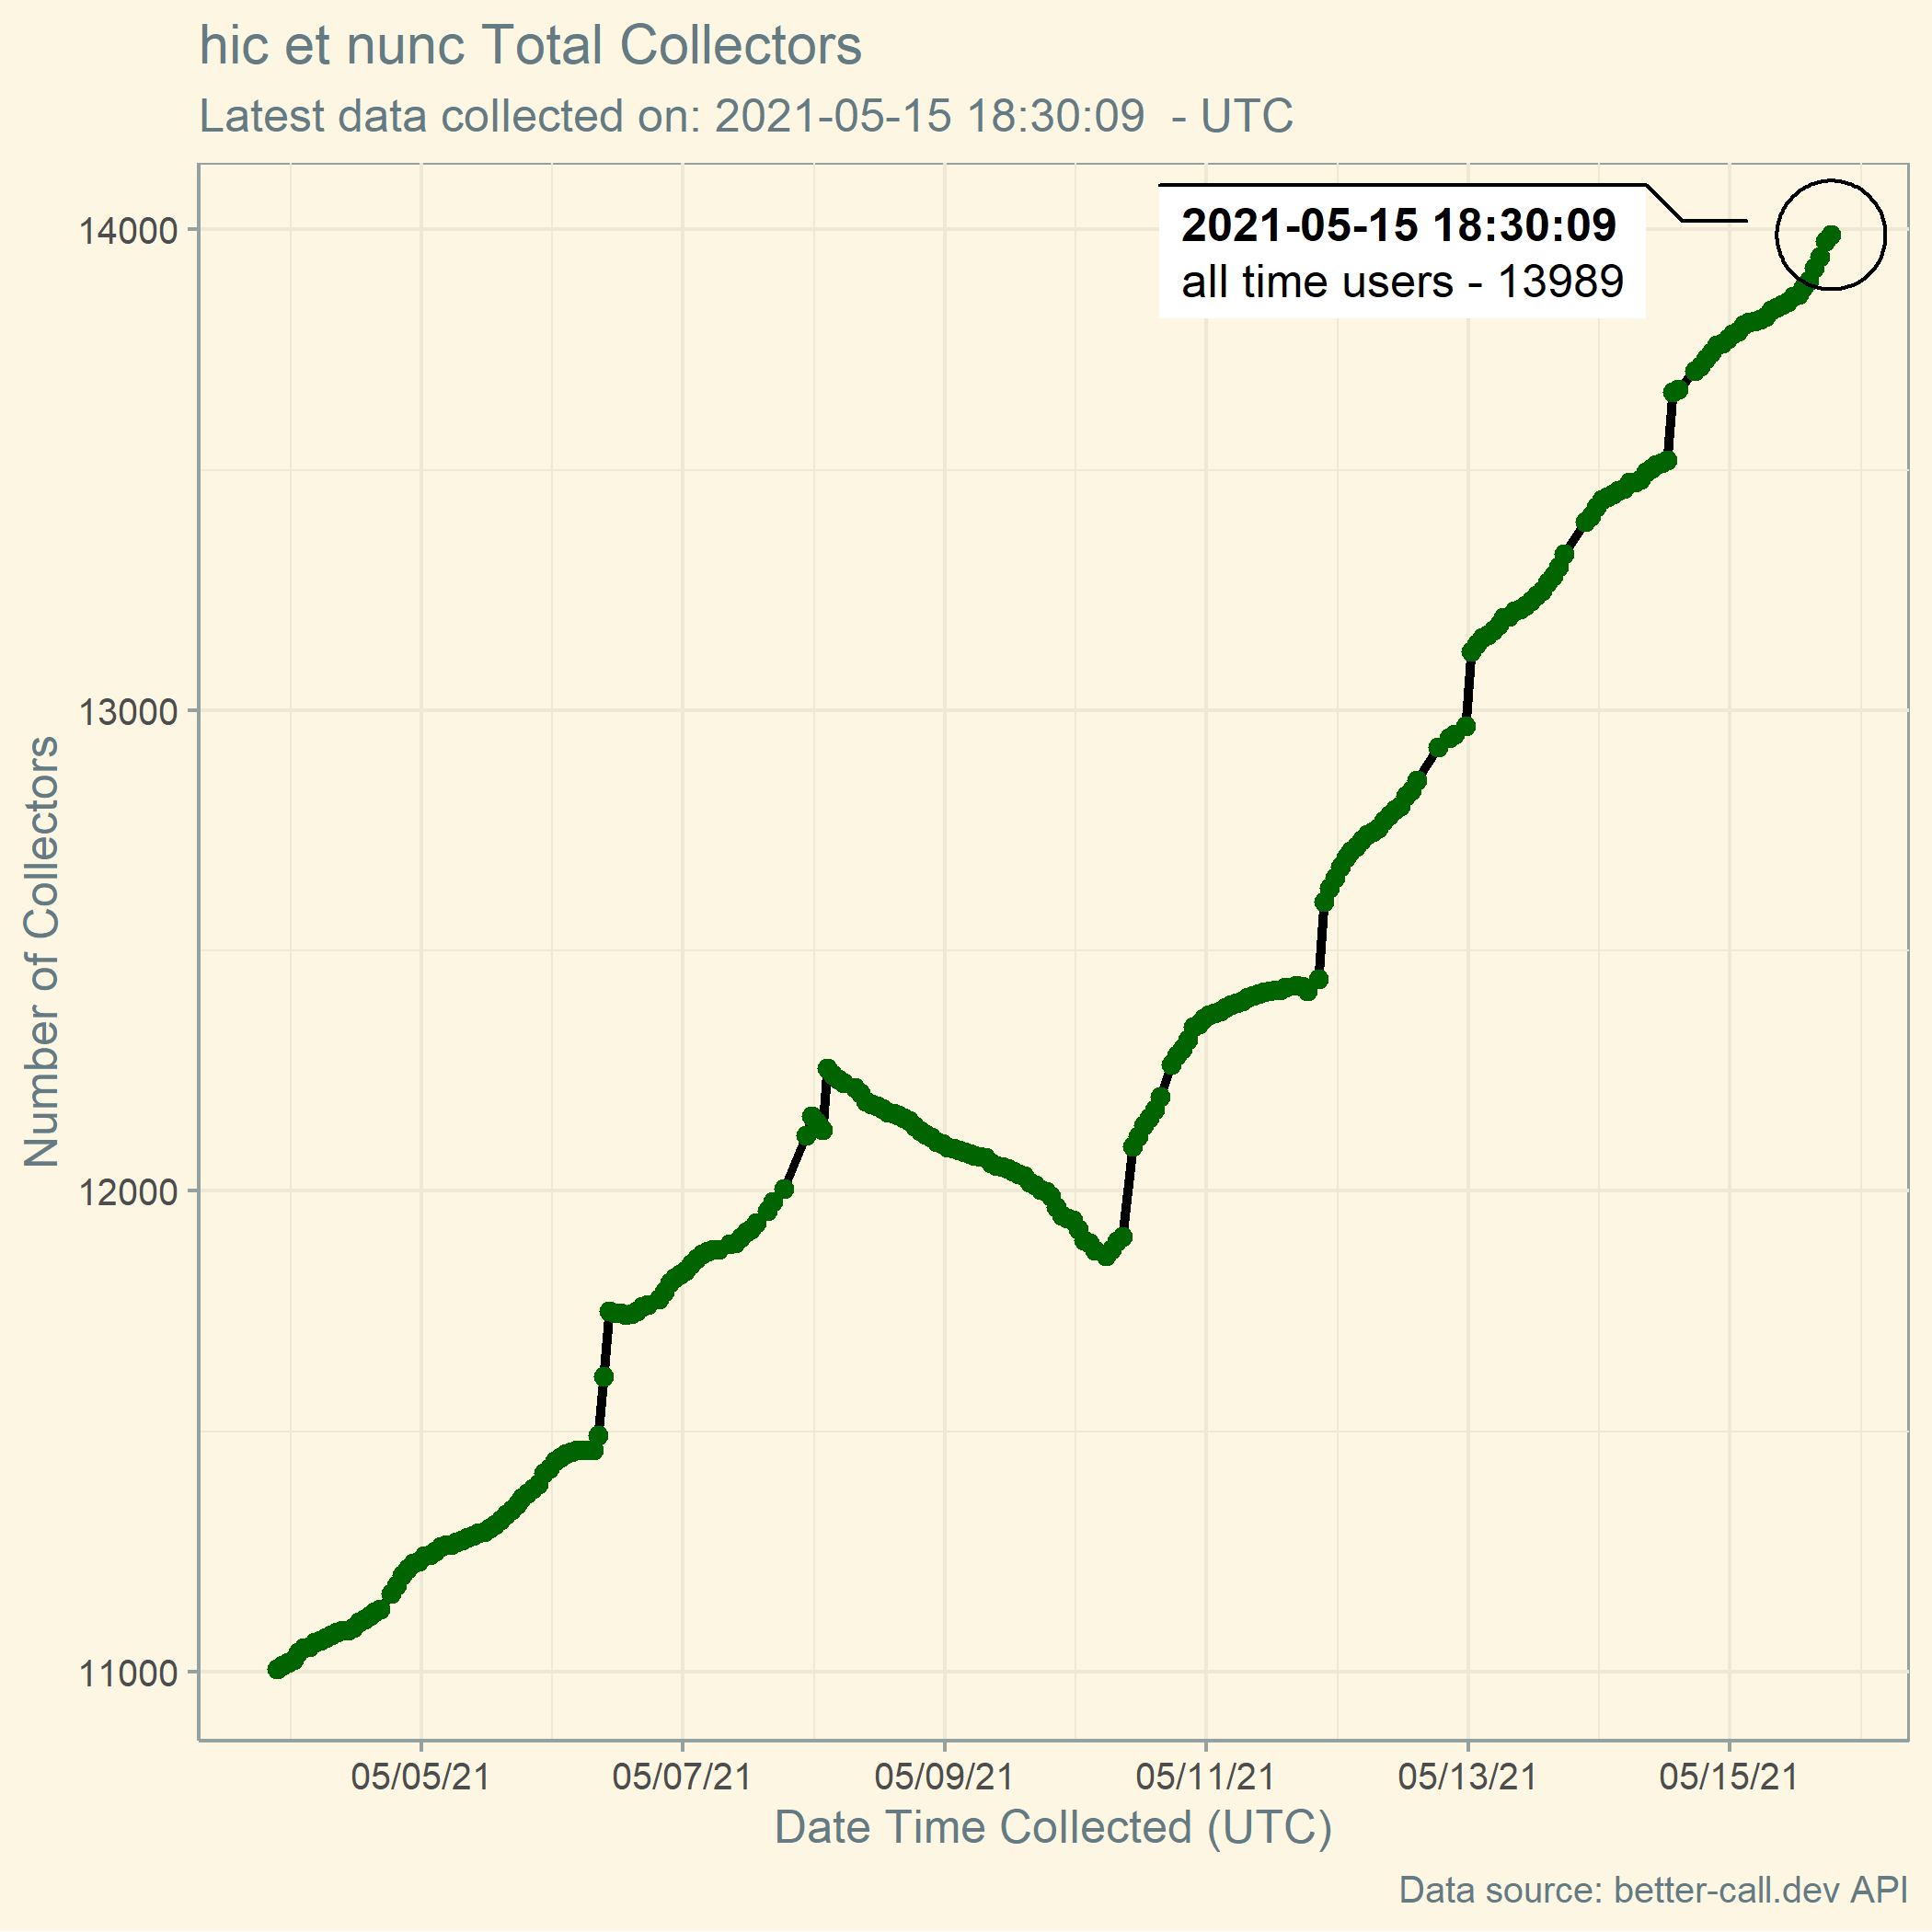 hic et nunc Total Collectors
Latest data collected on: 2021-05-15 18:30:09  - UTC
2021-05-15 18:30:09
all time users - 13989
14000
13000
12000
11000
Number of Collectors
05/05/21 05/07/21 05/09/21 05/11/21 05/13/21 05/15/21
Date Time Collected (UTC)
Data source: better-call.dev API